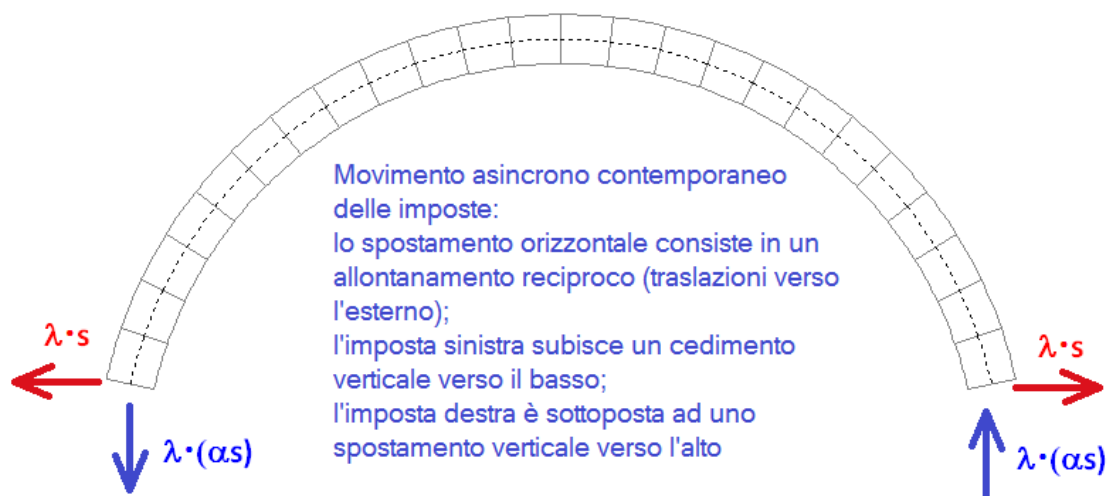 Movimento asincrono contemporaneo
delle imposte:
lo spostamento orizzontale consiste in un
allontanamento reciproco (traslazioni verso
l'esterno);
l'imposta sinistra subisce un cedimento
verticale verso il basso;
l'imposta destra è sottoposta ad uno
spostamento verticale verso l'alto
λ·s
λ·s
λ·(αs)
λ·(αs)